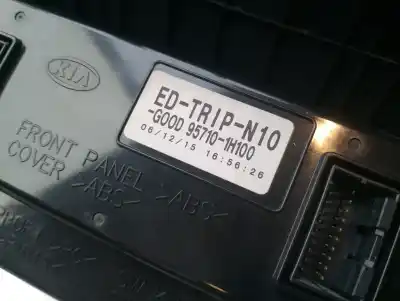 KIA
ED-TRIP-N10
-GOOD 95710-1H100
06/12/15 16:56:26
FRONT PANEL >ABS<
COVER >ABS<